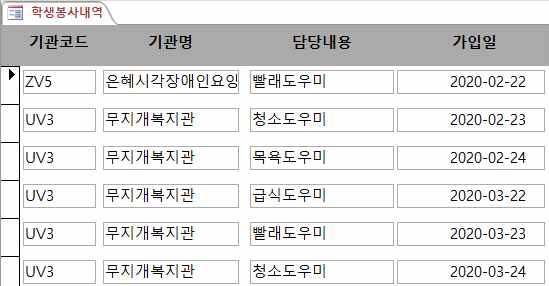 학생봉사내역
기관코드 기관명 담당내용 가입일
ZV5 은혜시각장애인요양 빨래도우미 2020-02-22
UV3 무지개복지관 청소도우미 2020-02-23
UV3 무지개복지관 목욕도우미 2020-02-24
UV3 무지개복지관 급식도우미 2020-03-22
UV3 무지개복지관 빨래도우미 2020-03-23
UV3 무지개복지관 청소도우미 2020-03-24